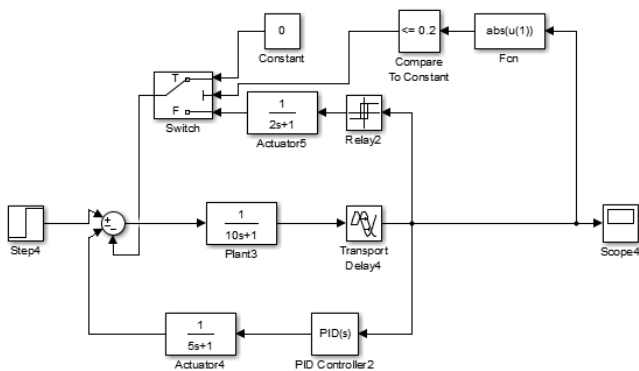 0
Constant
<= 0.2
Compare
To Constant
abs(u(1))
Fcn
T
F
Switch
1
2s+1
Actuator5
Relay2
Step4
+
−
−
1
10s+1
Plant3
Transport
Delay4
Scope4
1
5s+1
Actuator4
PID(s)
PID Controller2